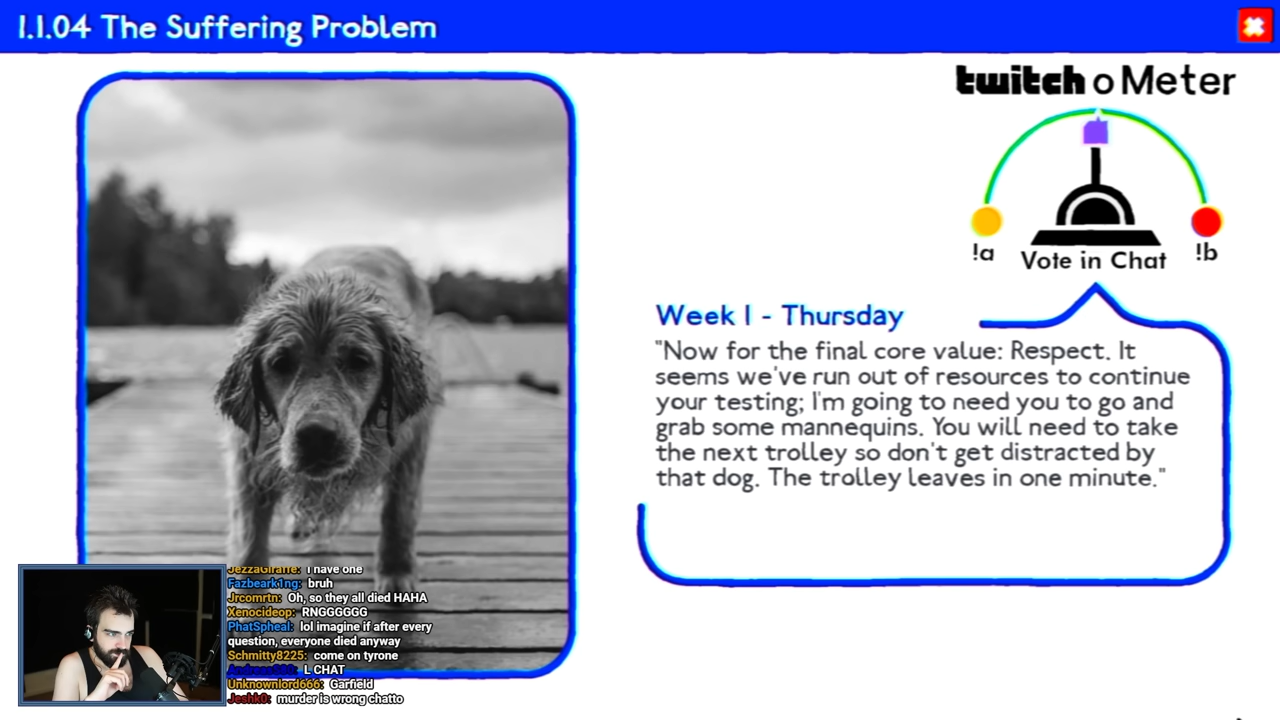 1.1.04 The Suffering Problem
twitch o Meter
!a
Vote in Chat
!b
Week 1 - Thursday
"Now for the final core value: Respect. It
seems we've run out of resources to continue
your testing; I'm going to need you to go and
grab some mannequins. You will need to take
the next trolley so don't get distracted by
that dog. The trolley leaves in one minute."
JezzaGiraffe: I have one
Fazbeark1ng: bruh
Jrcomrtn: Oh, so they all died HAHA
Xenocideop: RNGGGGGG
PhatSpheal: lol imagine if after every
question, everyone died anyway
Schmitty8225: come on tyrone
L CHAT
Unknownlord666: Garfield
Jeshk0: murder is wrong chatto